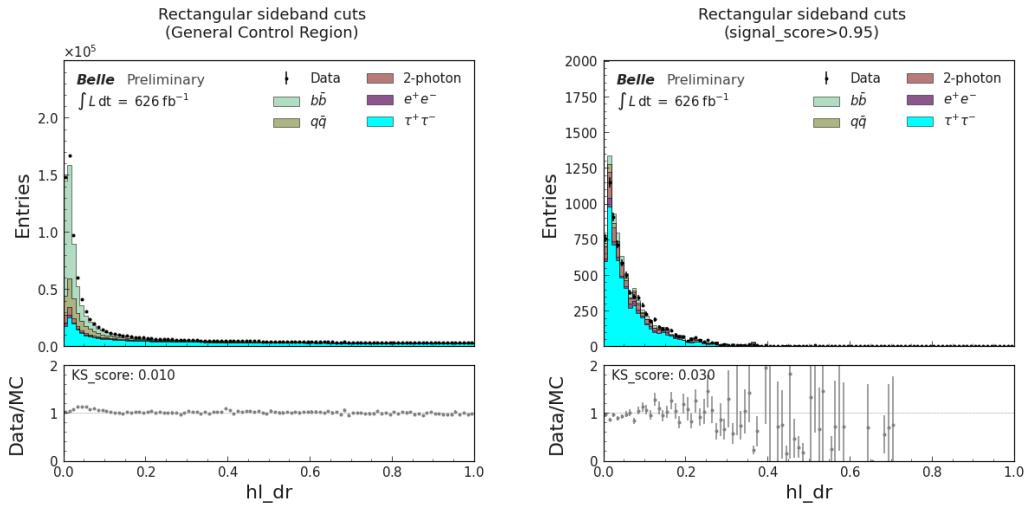 Rectangular sideband cuts
(General Control Region)
×10⁵
Belle Preliminary
∫ L dt = 626 fb⁻¹
Data
bb̄
qq̄
2-photon
e⁺e⁻
τ⁺τ⁻
Entries
2.0
1.5
1.0
0.5
0.0
KS_score: 0.010
Data/MC
2
1
0
0.0 0.2 0.4 0.6 0.8 1.0
hl_dr
Rectangular sideband cuts
(signal_score>0.95)
Belle Preliminary
∫ L dt = 626 fb⁻¹
Data
bb̄
qq̄
2-photon
e⁺e⁻
τ⁺τ⁻
Entries
2000
1750
1500
1250
1000
750
500
250
0
KS_score: 0.030
Data/MC
2
1
0
0.0 0.2 0.4 0.6 0.8 1.0
hl_dr